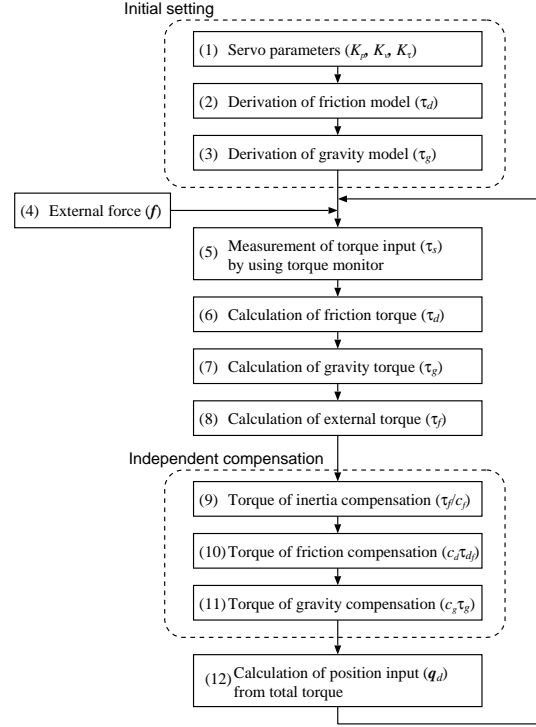 Initial setting
(1) Servo parameters (Kp, Kv, Kτ)
(2) Derivation of friction model (τd)
(3) Derivation of gravity model (τg)
(4) External force (f)
(5) Measurement of torque input (τs)
by using torque monitor
(6) Calculation of friction torque (τd)
(7) Calculation of gravity torque (τg)
(8) Calculation of external torque (τf)
Independent compensation
(9) Torque of inertia compensation (τf/cf)
(10) Torque of friction compensation (cdτdf)
(11) Torque of gravity compensation (cgτg)
(12) Calculation of position input (qd)
from total torque